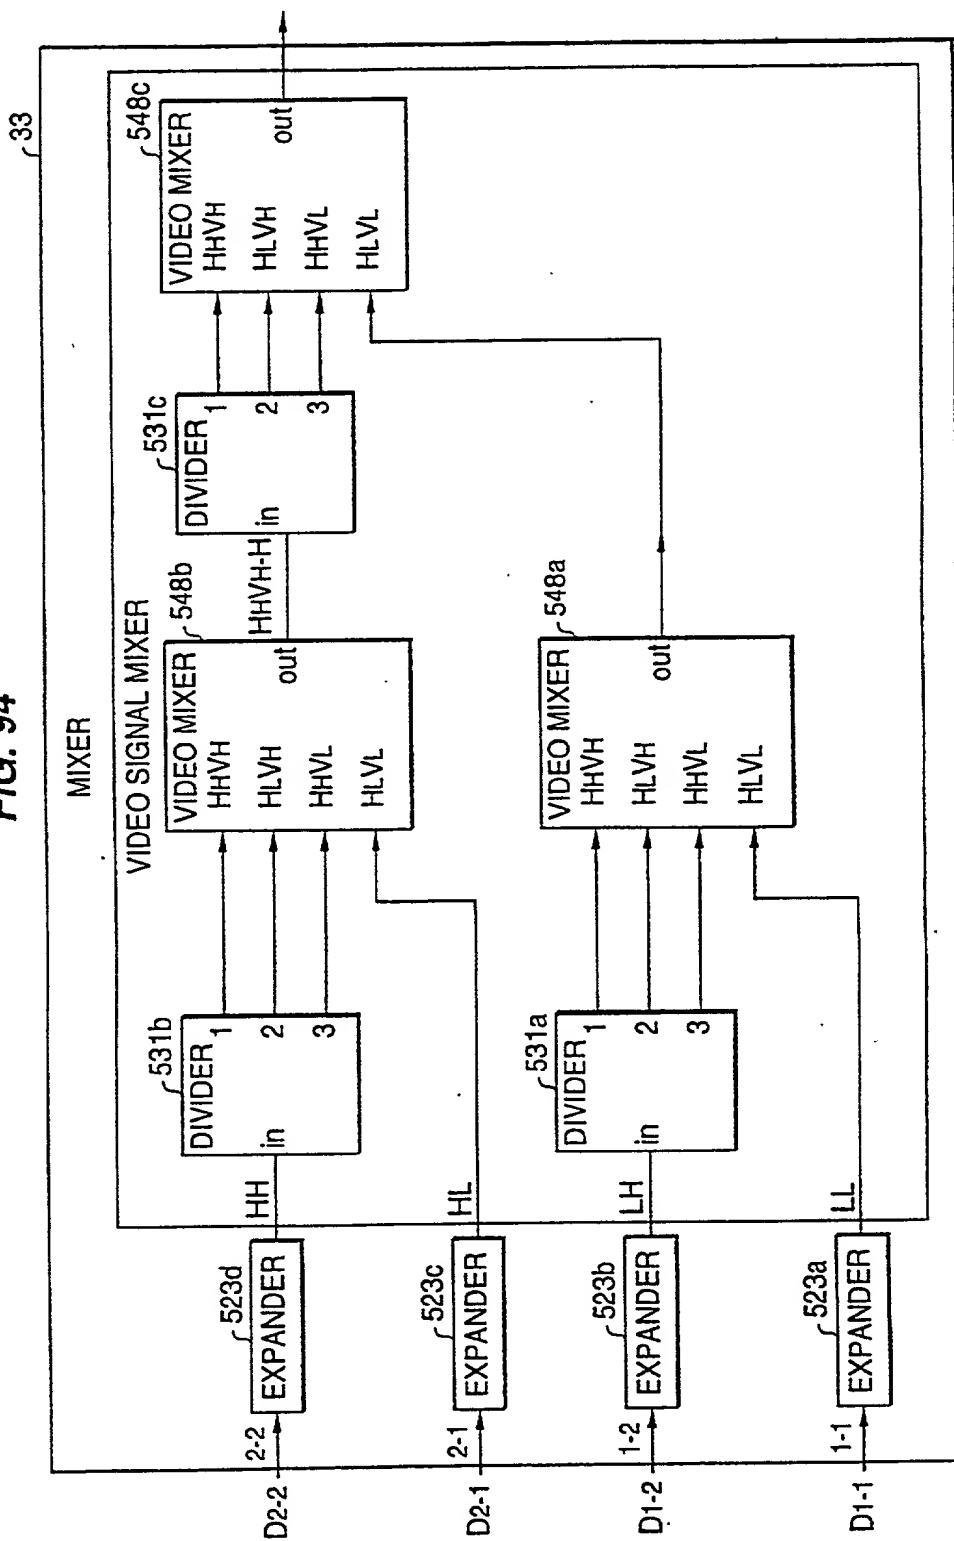 FIG. 94
33
MIXER
VIDEO SIGNAL MIXER
D2-2
2-2
EXPANDER
523d
HH
DIVIDER
531b
in
1
2
3
VIDEO MIXER
548b
HHVH
HLVH
HHVL
HLVL
out
HHVH-H
DIVIDER
531c
in
1
2
3
VIDEO MIXER
548c
HHVH
HLVH
HHVL
HLVL
out
D2-1
2-1
EXPANDER
523c
HL
D1-2
1-2
EXPANDER
523b
LH
DIVIDER
531a
in
1
2
3
VIDEO MIXER
548a
HHVH
HLVH
HHVL
HLVL
out
D1-1
1-1
EXPANDER
523a
LL